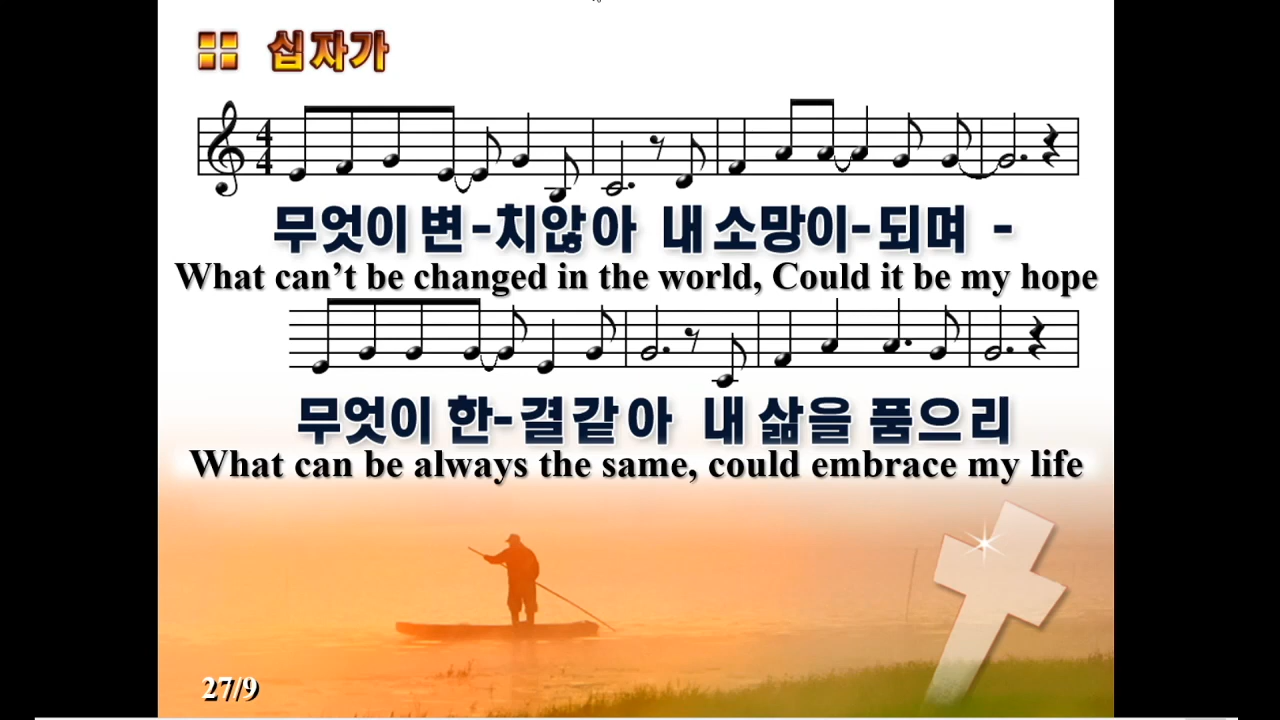 십자가
무엇이 변-치않아 내 소망이-되며 -
What can’t be changed in the world, Could it be my hope
무엇이 한-결같아 내 삶을 품으리
What can be always the same, could embrace my life
27/9